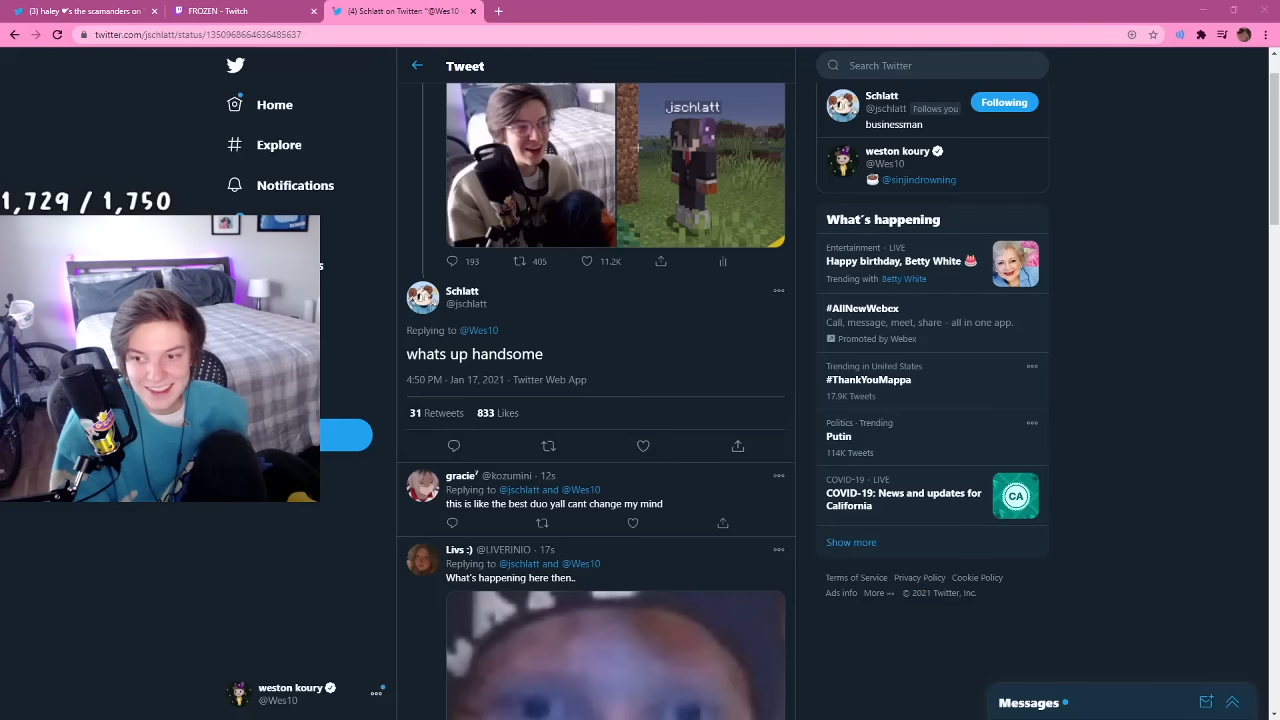 (3) haley 🖤's the scamanders on
FROZEN - Twitch
(4) Schlatt on Twitter: "@Wes10
twitter.com/jschlatt/status/1350968664636485637
Home
Explore
Notifications
1,729 / 1,750
s
weston koury
@Wes10
Tweet
jschlatt
193
405
11.2K
Schlatt
@jschlatt
Replying to @Wes10
whats up handsome
4:50 PM · Jan 17, 2021 · Twitter Web App
31 Retweets 833 Likes
gracie' @kozumini · 12s
Replying to @jschlatt and @Wes10
this is like the best duo yall cant change my mind
Livs :) @LIVERINIO · 17s
Replying to @jschlatt and @Wes10
What's happening here then..
Search Twitter
Schlatt
@jschlatt Follows you
Following
businessman
weston koury
@Wes10
☕ @sinjindrowning
What's happening
Entertainment · LIVE
Happy birthday, Betty White 🎂
Trending with Betty White
#AllNewWebex
Call, message, meet, share - all in one app.
Promoted by Webex
Trending in United States
#ThankYouMappa
17.9K Tweets
Politics · Trending
Putin
114K Tweets
COVID-19 · LIVE
COVID-19: News and updates for
California
CA
Show more
Terms of Service Privacy Policy Cookie Policy
Ads info More ··· © 2021 Twitter, Inc.
Messages